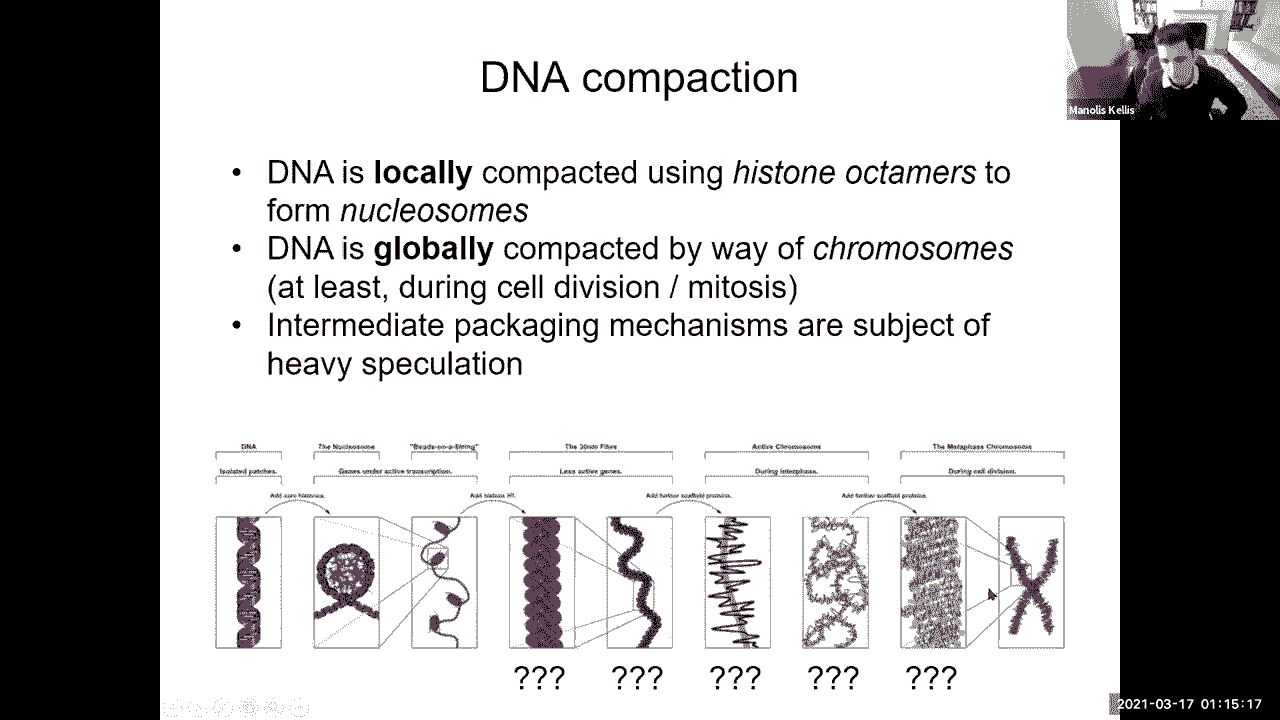 DNA compaction
Manolis Kellis
• DNA is locally compacted using histone octamers to
form nucleosomes
• DNA is globally compacted by way of chromosomes
(at least, during cell division / mitosis)
• Intermediate packaging mechanisms are subject of
heavy speculation
DNA The Nucleosome "Beads-on-a-String" The 30nm Fibre Active Chromosome The Metaphase Chromosome
Isolated patches. Genes under active transcription. Less active genes. During interphase. During cell division.
Add core histones. Add histone H1. Add further scaffold proteins. Add further scaffold proteins.
??? ??? ??? ??? ???
2021-03-17 01:15:17